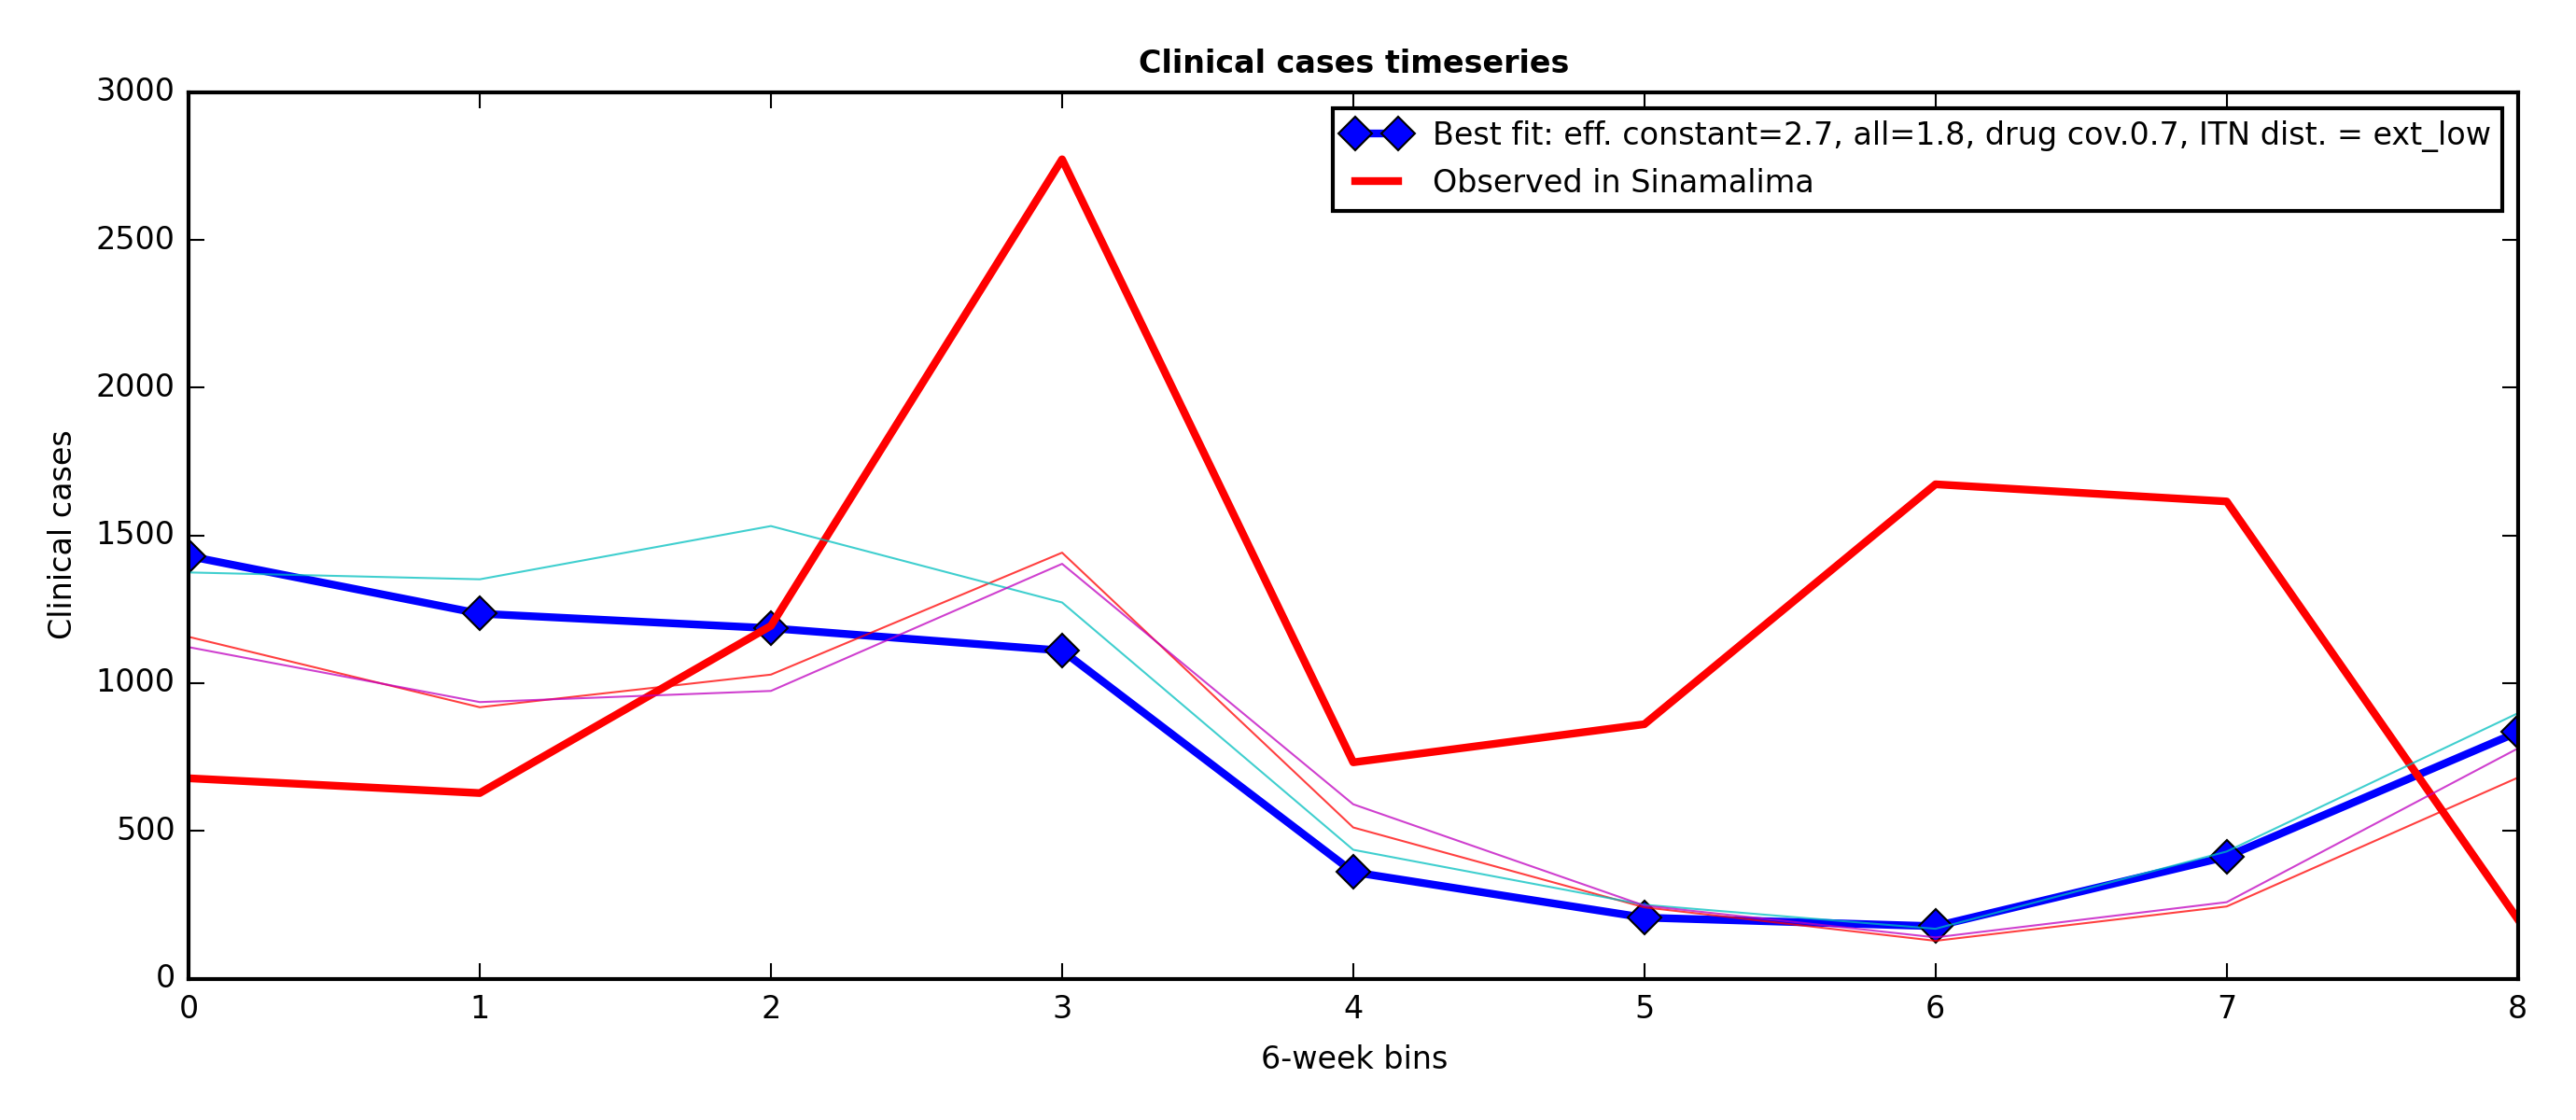 Clinical cases timeseries
3000
2500
2000
1500
1000
500
0
Clinical cases
Best fit: eff. constant=2.7, all=1.8, drug cov.0.7, ITN dist. = ext_low
Observed in Sinamalima
0 1 2 3 4 5 6 7 8
6-week bins